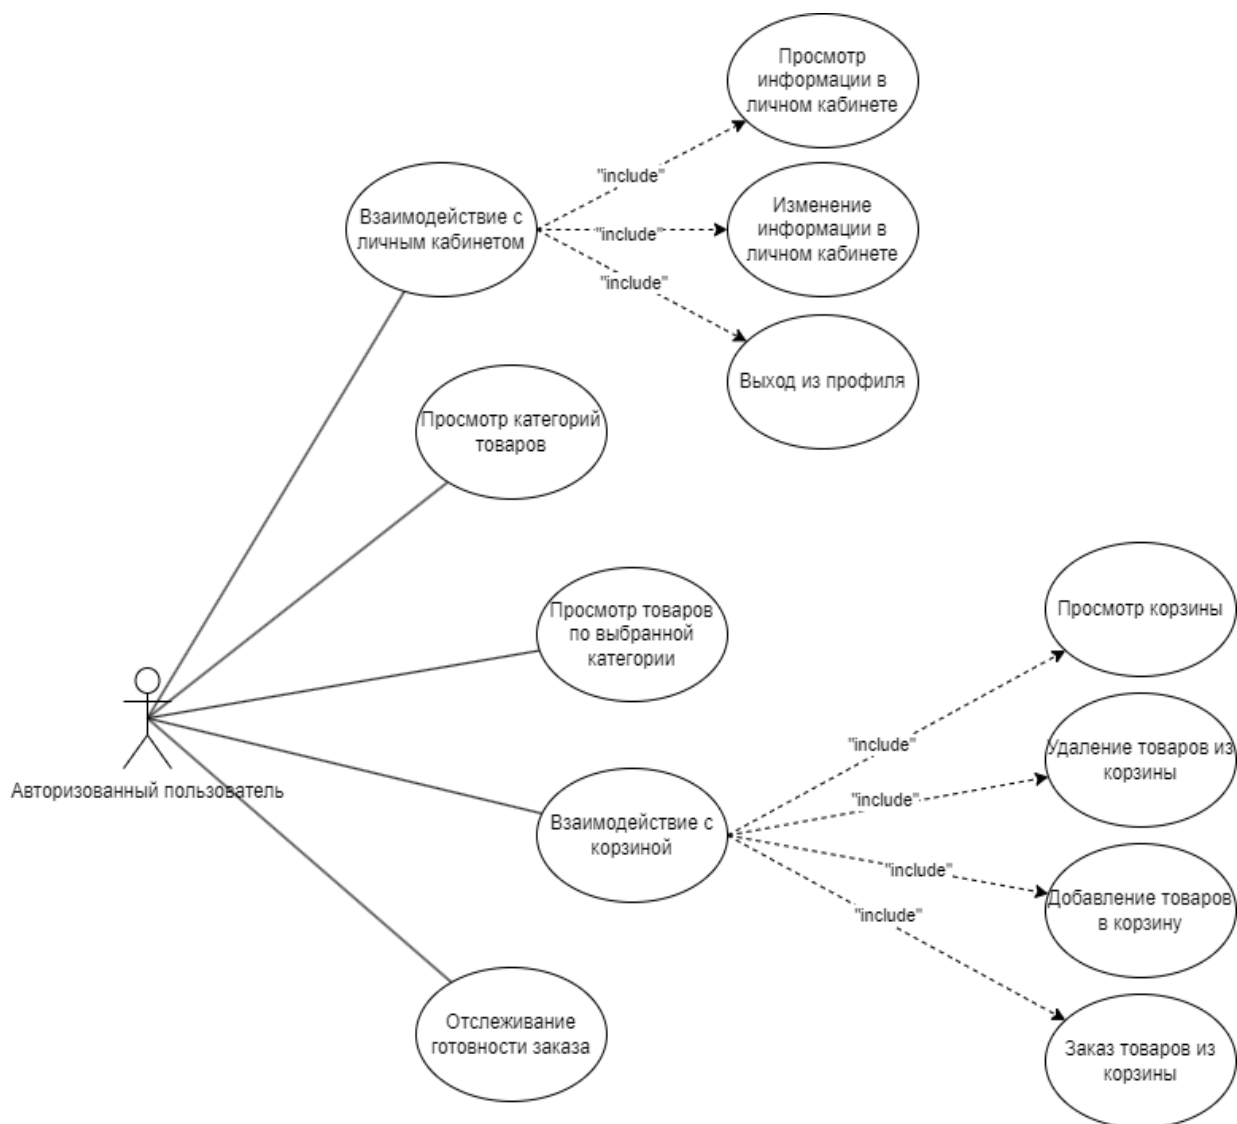 Просмотр
информации в
личном кабинете
"include"
Взаимодействие с
личным кабинетом
"include"
Изменение
информации в
личном кабинете
"include"
Выход из профиля
Просмотр категорий
товаров
Просмотр товаров
по выбранной
категории
Просмотр корзины
"include"
Удаление товаров из
корзины
Авторизованный пользователь
"include"
Взаимодействие с
корзиной
"include"
Добавление товаров
в корзину
"include"
Отслеживание
готовности заказа
Заказ товаров из
корзины